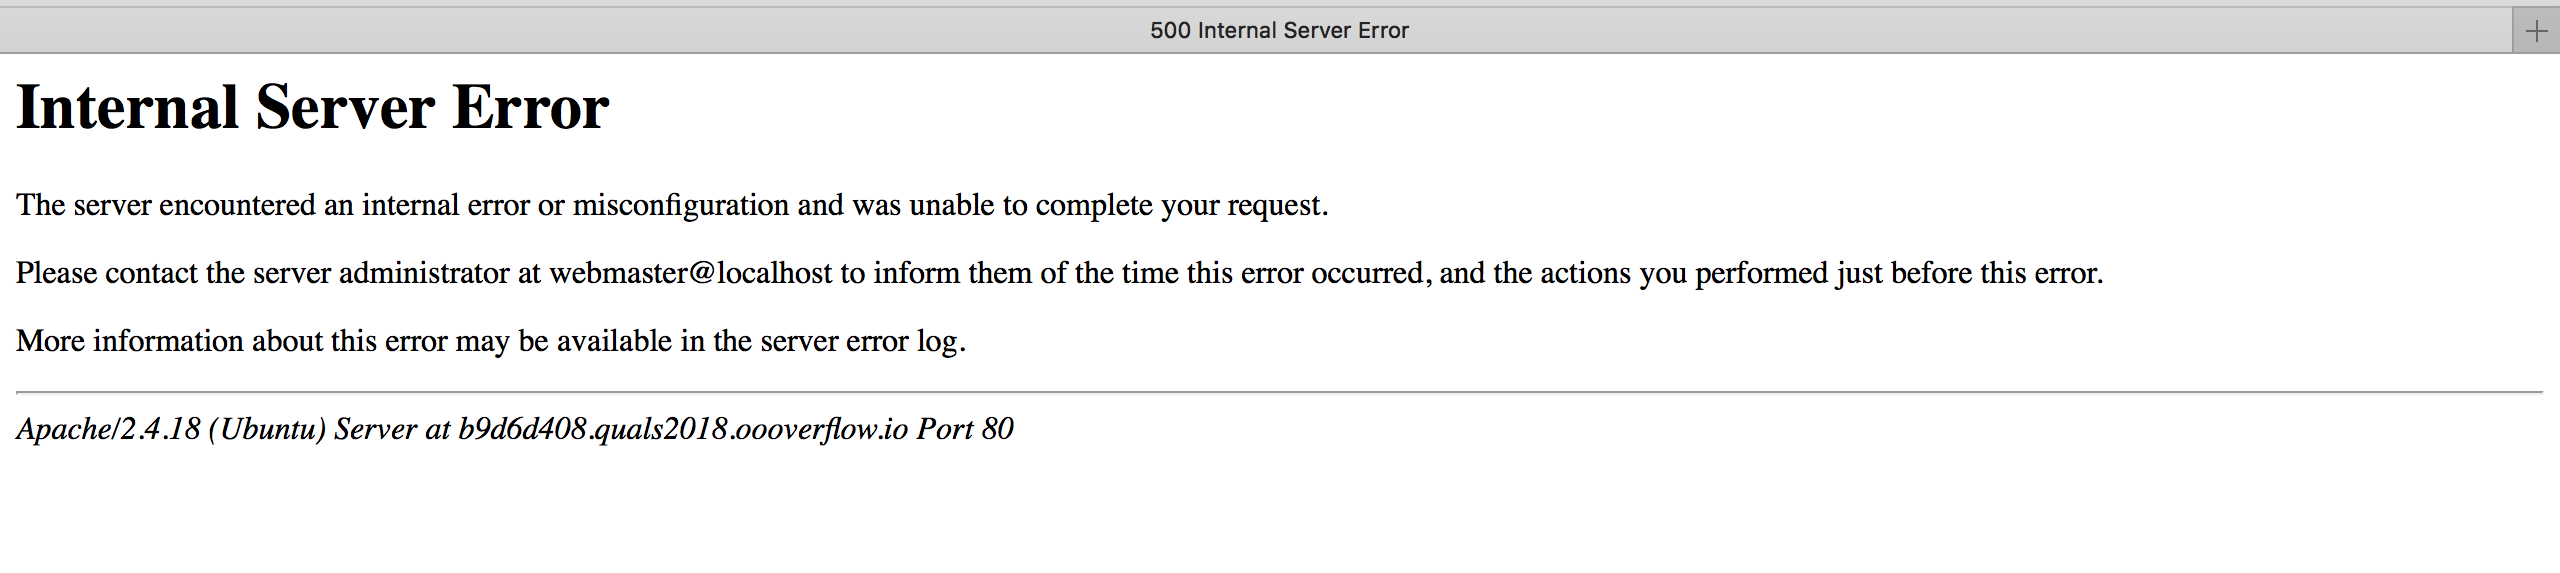 500 Internal Server Error
Internal Server Error
The server encountered an internal error or misconfiguration and was unable to complete your request.
Please contact the server administrator at webmaster@localhost to inform them of the time this error occurred, and the actions you performed just before this error.
More information about this error may be available in the server error log.
Apache/2.4.18 (Ubuntu) Server at b9d6d408.quals2018.oooverflow.io Port 80